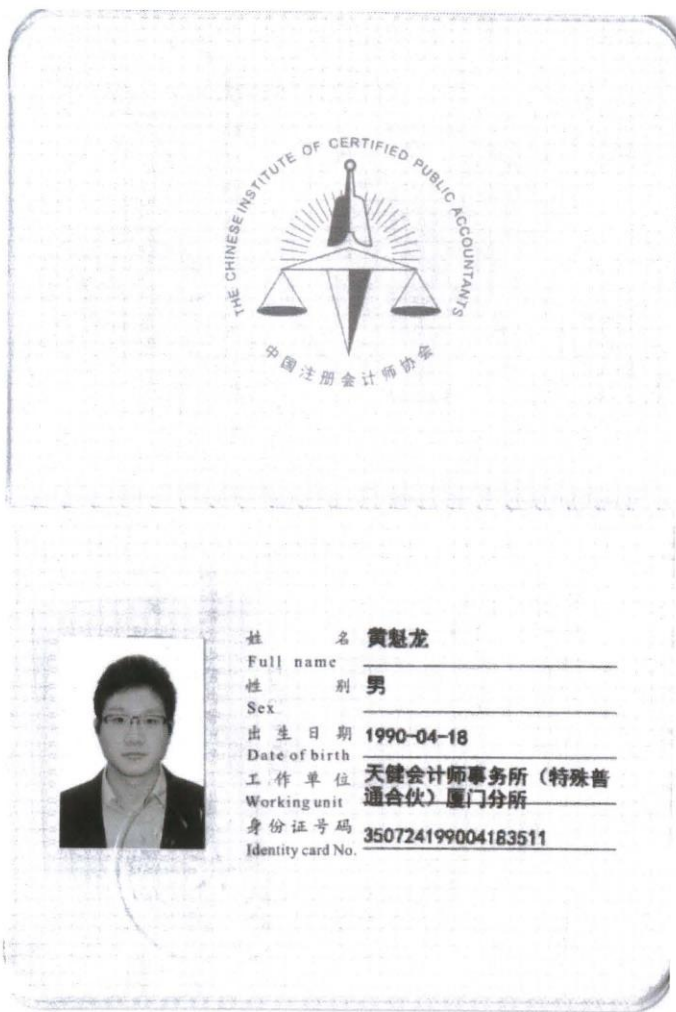 THE CHINESE INSTITUTE OF CERTIFIED PUBLIC ACCOUNTANTS
中国注册会计师协会
姓 名 黄魁龙
Full name
性 别 男
Sex
出生日期 1990-04-18
Date of birth
工作单位 天健会计师事务所（特殊普
Working unit 通合伙）厦门分所
身份证号码 350724199004183511
Identity card No.